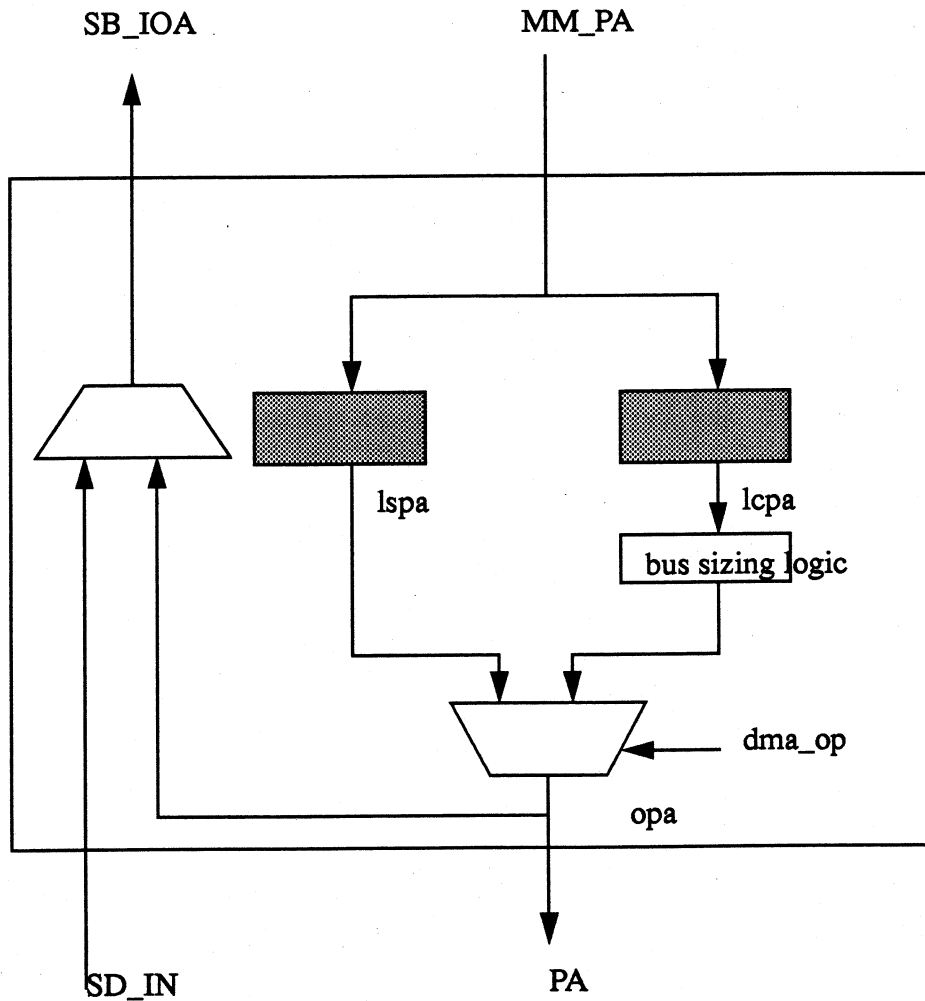 SB_IOA
MM_PA
lspa
lcpa
bus sizing logic
dma_op
opa
SD_IN
PA